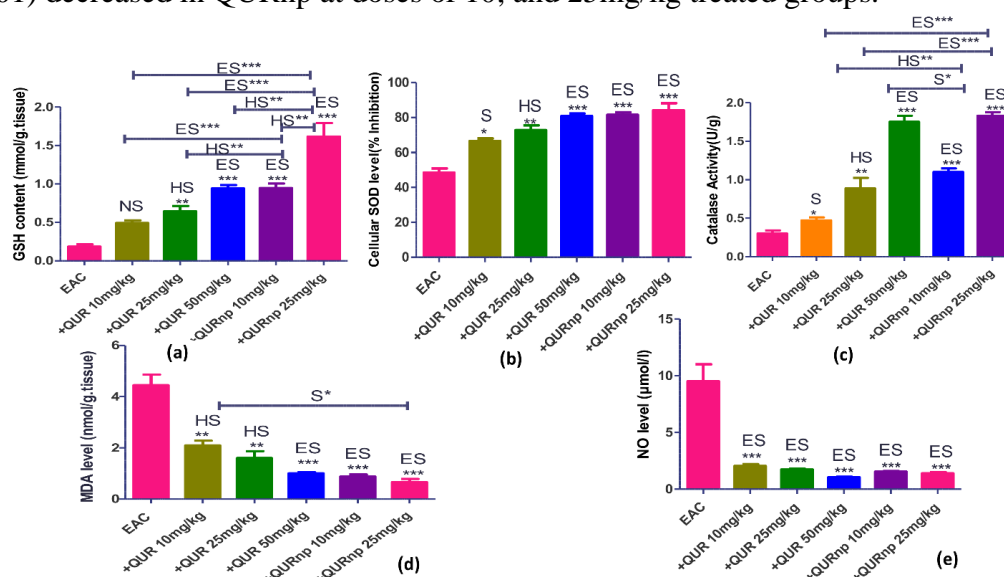 01) decreased in QURnp at doses of 10, and 25mg/kg treated groups.
ES***
ES***
HS**
HS**
ES***
HS**
GSH content (mmol/g.tissue)
2.0
1.5
1.0
0.5
0.0
NS
HS
**
ES
***
ES
***
ES
***
EAC
+QUR 10mg/kg
+QUR 25mg/kg
+QUR 50mg/kg
+QURnp 10mg/kg
+QURnp 25mg/kg
(a)
Cellular SOD level(% Inhibition)
100
80
60
40
20
0
S
*
HS
**
ES
***
ES
***
ES
***
EAC
+QUR 10mg/kg
+QUR 25mg/kg
+QUR 50mg/kg
+QURnp 10mg/kg
+QURnp 25mg/kg
(b)
ES***
ES***
HS**
S*
Catalase Activity(U/g)
2.0
1.5
1.0
0.5
0.0
S
*
HS
**
ES
***
ES
***
ES
***
EAC
+QUR 10mg/kg
+QUR 25mg/kg
+QUR 50mg/kg
+QURnp 10mg/kg
+QURnp 25mg/kg
(c)
MDA level (nmol/g.tissue)
6
4
2
0
S*
HS
**
HS
**
ES
***
ES
***
ES
***
EAC
+QUR 10mg/kg
+QUR 25mg/kg
+QUR 50mg/kg
+QURnp 10mg/kg
+QURnp 25mg/kg
(d)
NO level (μmol/l)
15
10
5
0
ES
***
ES
***
ES
***
ES
***
ES
***
EAC
+QUR 10mg/kg
+QUR 25mg/kg
+QUR 50mg/kg
+QURnp 10mg/kg
+QURnp 25mg/kg
(e)